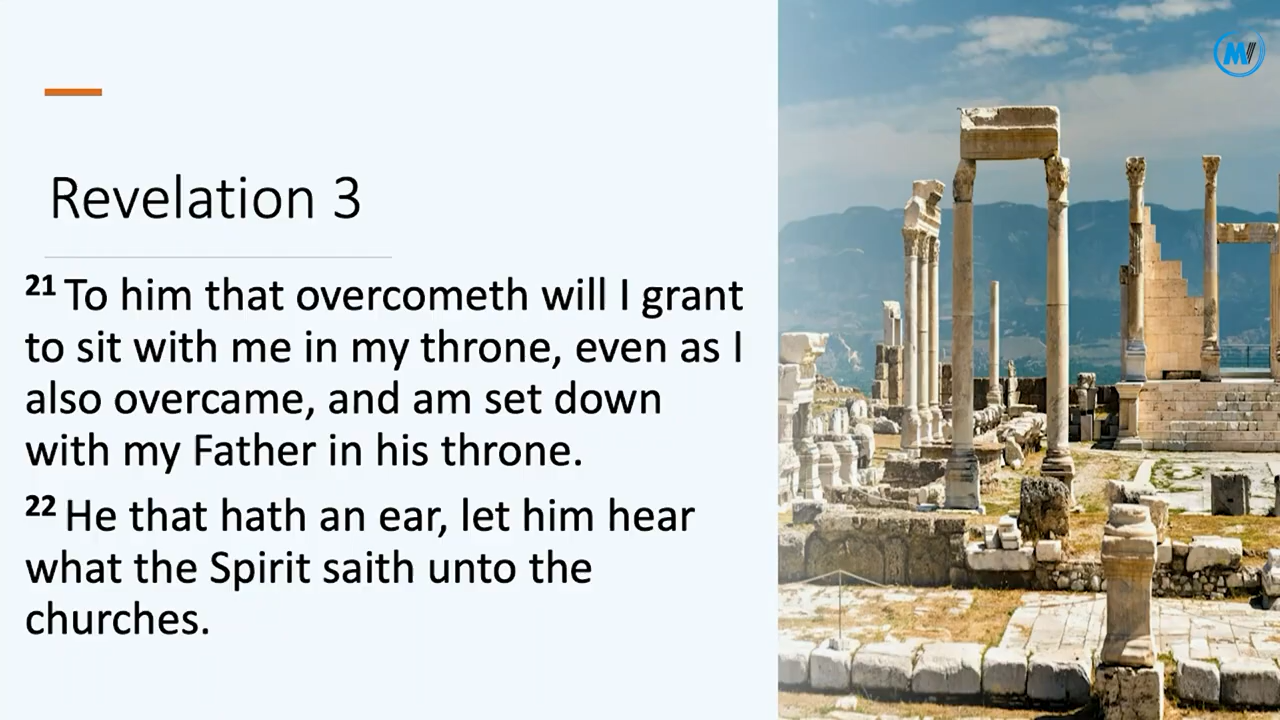 Revelation 3
21 To him that overcometh will I grant
to sit with me in my throne, even as I
also overcame, and am set down
with my Father in his throne.
22 He that hath an ear, let him hear
what the Spirit saith unto the
churches.
MV